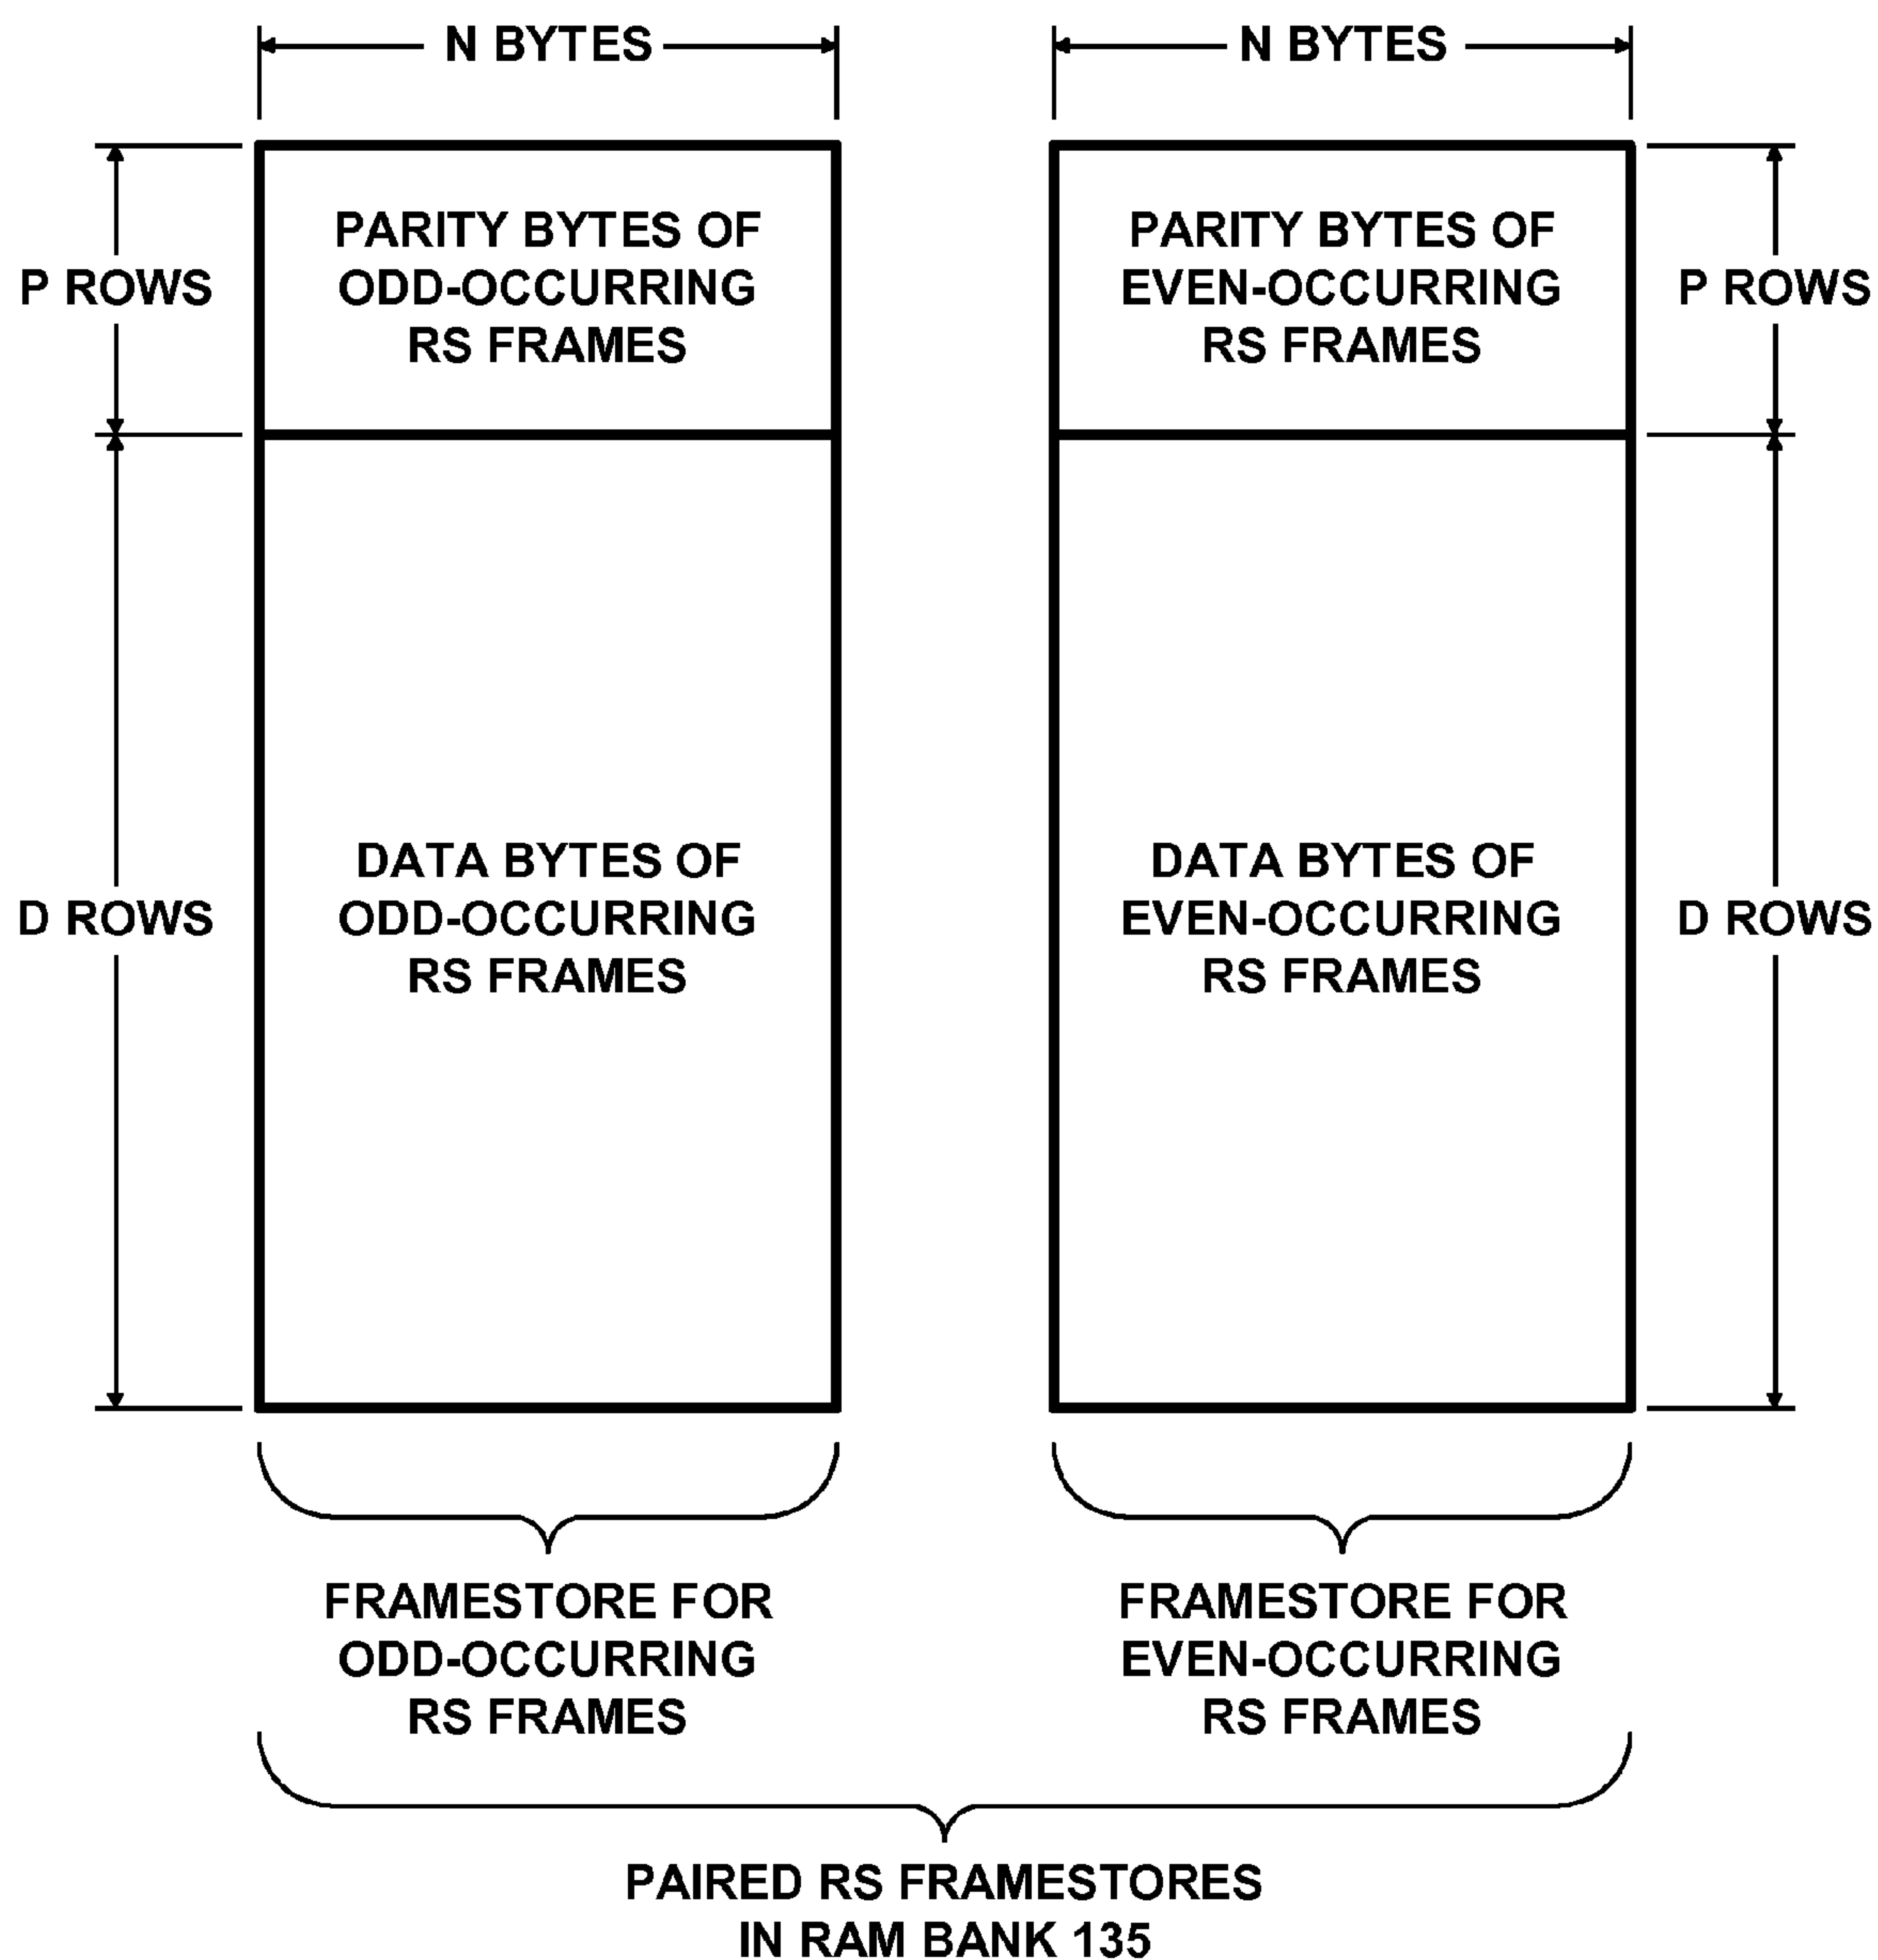 N BYTES
N BYTES
PARITY BYTES OF
ODD-OCCURRING
RS FRAMES
PARITY BYTES OF
EVEN-OCCURRING
RS FRAMES
P ROWS
P ROWS
DATA BYTES OF
ODD-OCCURRING
RS FRAMES
DATA BYTES OF
EVEN-OCCURRING
RS FRAMES
D ROWS
D ROWS
FRAMESTORE FOR
ODD-OCCURRING
RS FRAMES
FRAMESTORE FOR
EVEN-OCCURRING
RS FRAMES
PAIRED RS FRAMESTORES
IN RAM BANK 135